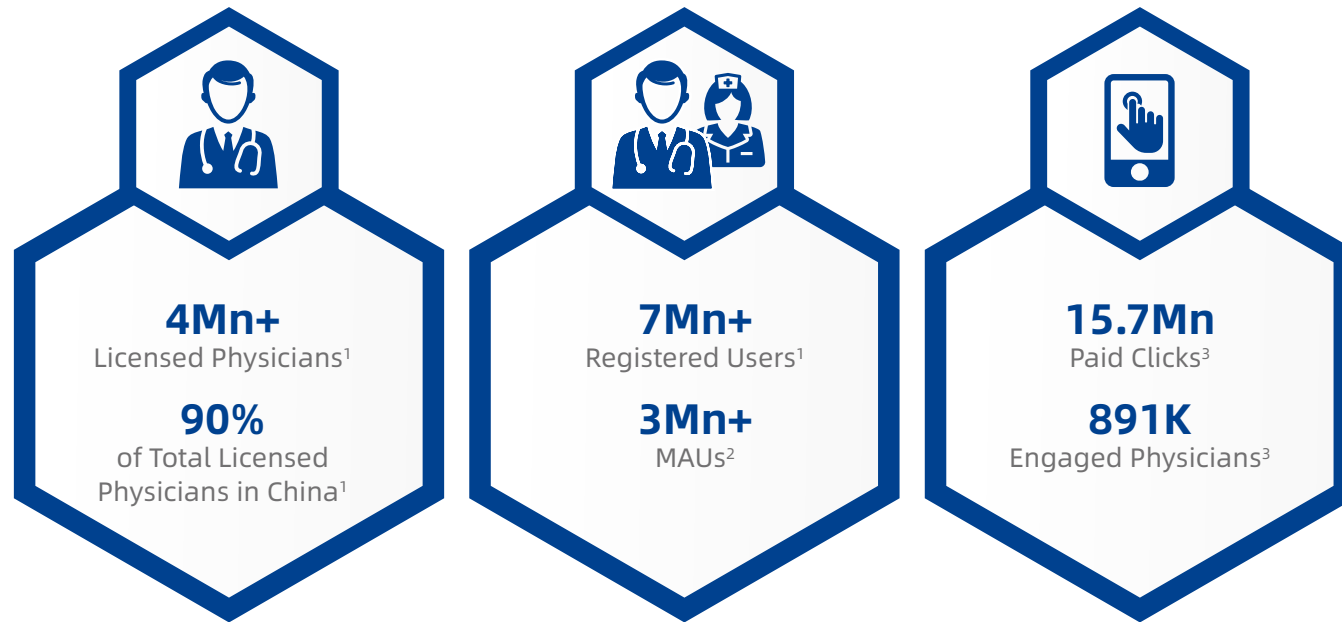 4Mn+
Licensed Physicians¹
90%
of Total Licensed
Physicians in China¹
7Mn+
Registered Users¹
3Mn+
MAUs²
15.7Mn
Paid Clicks³
891K
Engaged Physicians³